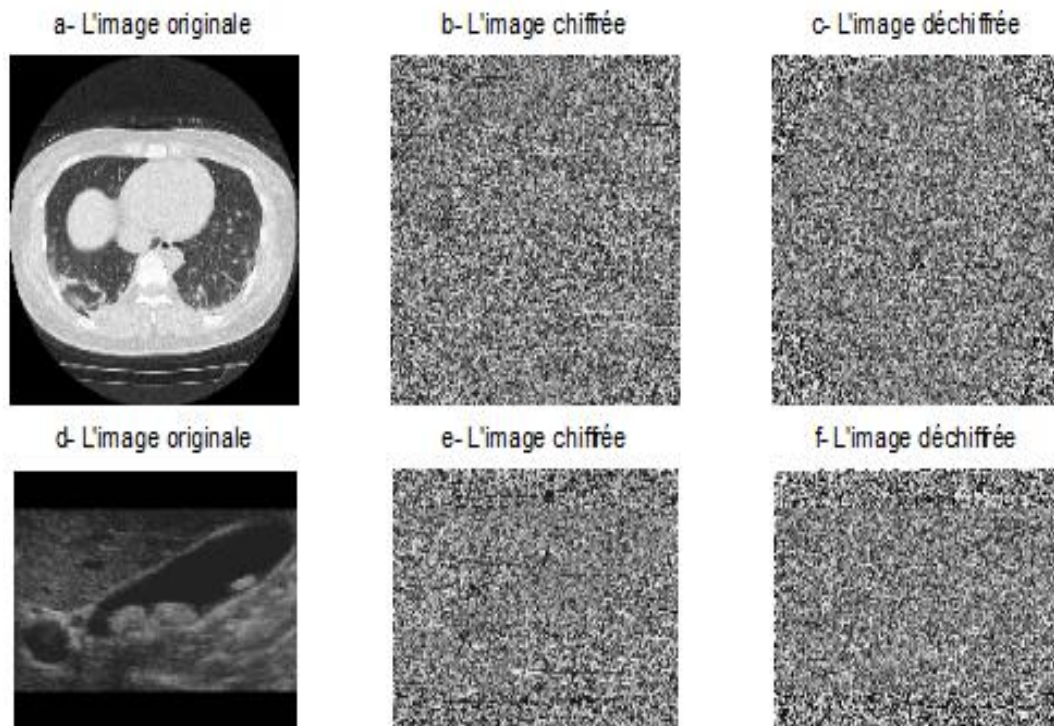 a- L'image originale
b- L'image chiffrée
c- L'image déchiffrée
d- L'image originale
e- L'image chiffrée
f- L'image déchiffrée